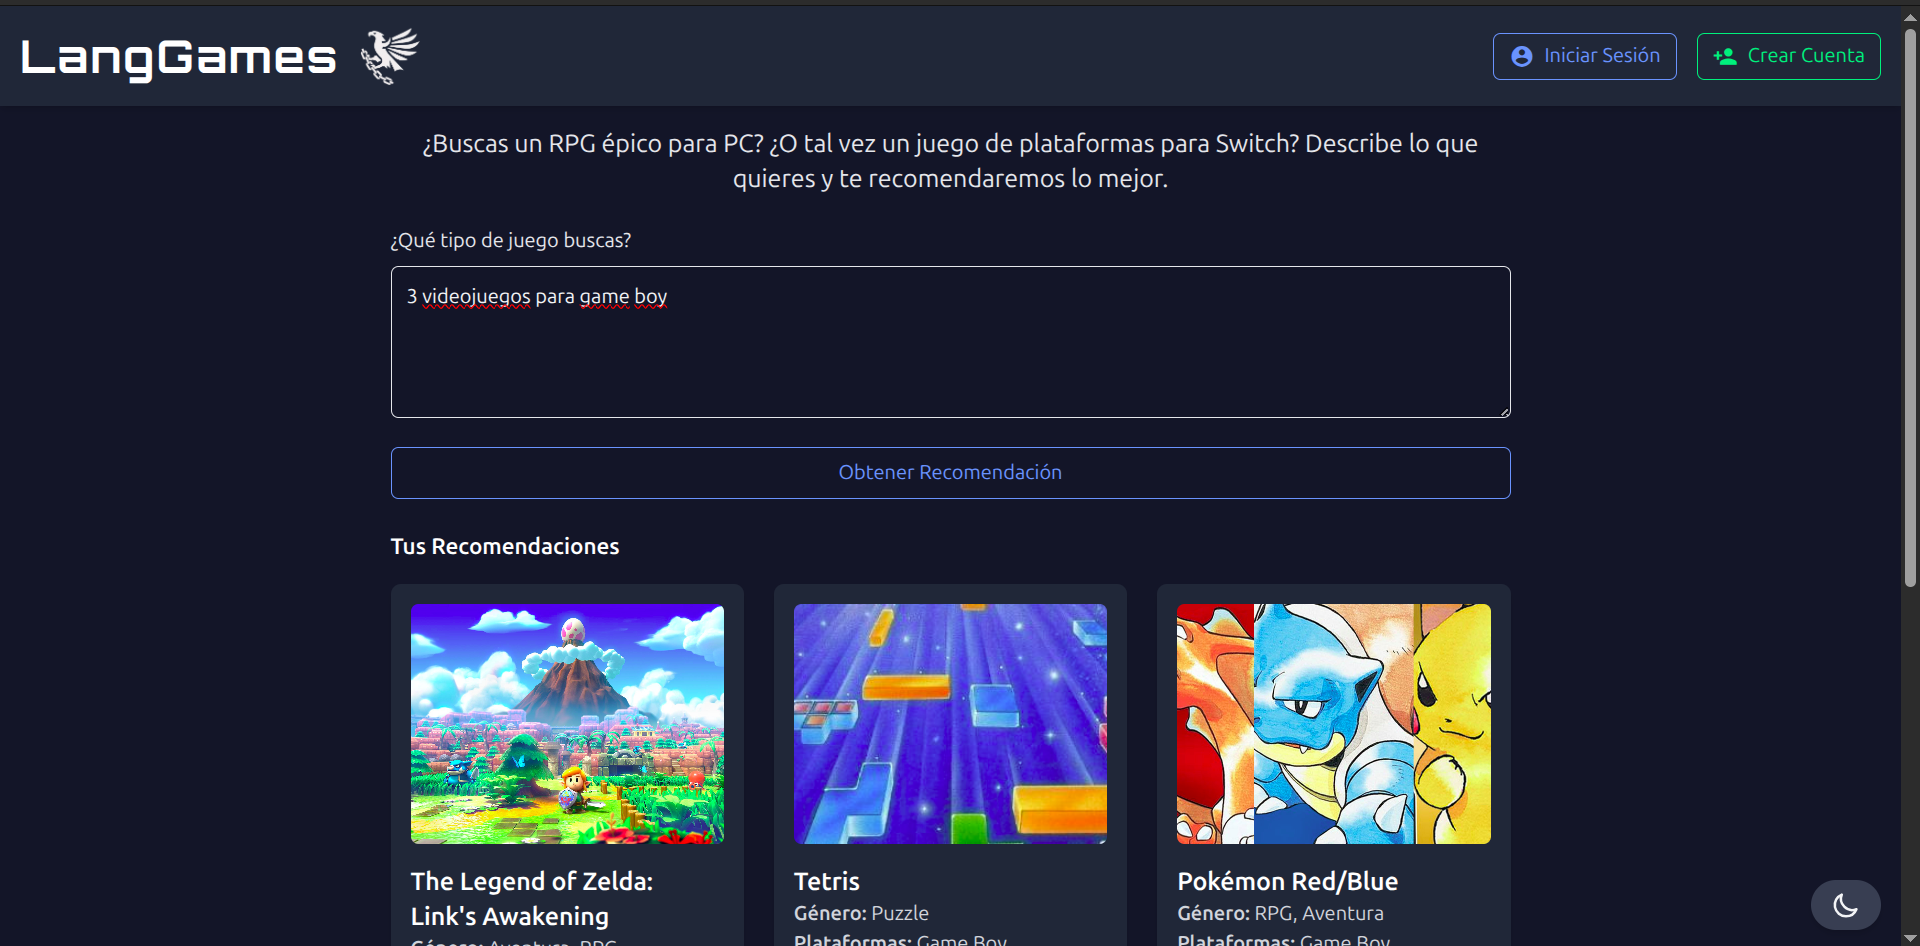 LangGames
Iniciar Sesión
Crear Cuenta
¿Buscas un RPG épico para PC? ¿O tal vez un juego de plataformas para Switch? Describe lo que
quieres y te recomendaremos lo mejor.
¿Qué tipo de juego buscas?
3 videojuegos para game boy
Obtener Recomendación
Tus Recomendaciones
The Legend of Zelda:
Link's Awakening
Género: Aventura, RPG
Tetris
Género: Puzzle
Plataformas: Game Boy
Pokémon Red/Blue
Género: RPG, Aventura
Plataformas: Game Boy